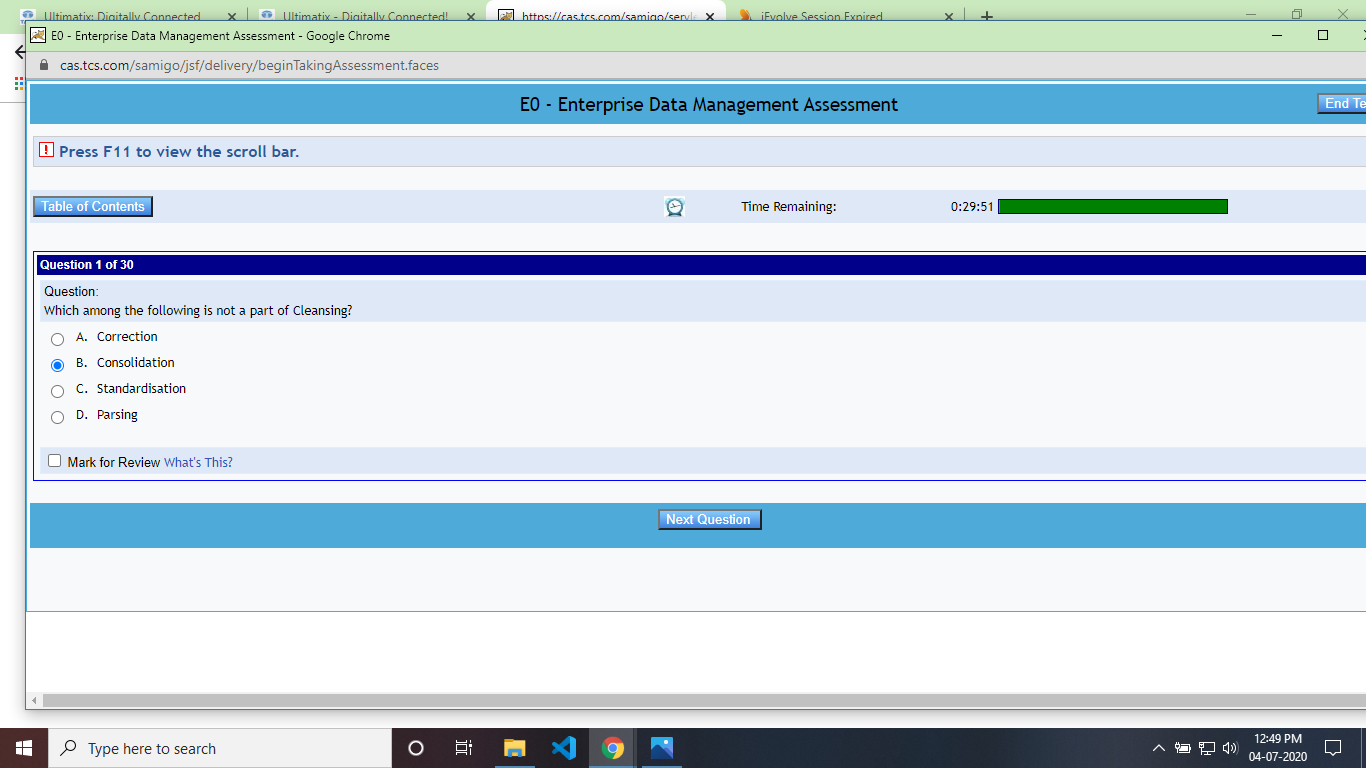 Ultimatix: Digitally Connected
Ultimatix - Digitally Connected!
https://cas.tcs.com/samigo/servl
iEvolve Session Expired
E0 - Enterprise Data Management Assessment - Google Chrome
cas.tcs.com/samigo/jsf/delivery/beginTakingAssessment.faces
E0 - Enterprise Data Management Assessment
End Te
Press F11 to view the scroll bar.
Table of Contents
Time Remaining:
0:29:51
Question 1 of 30
Question:
Which among the following is not a part of Cleansing?
A. Correction
B. Consolidation
C. Standardisation
D. Parsing
Mark for Review What's This?
Next Question
Type here to search
12:49 PM
04-07-2020